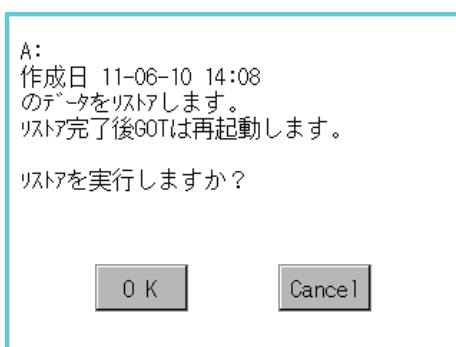 A:
作成日 11-06-10 14:08
のﾃﾞｰﾀをﾘｽﾄｱします。
ﾘｽﾄｱ完了後GOTは再起動します。
ﾘｽﾄｱを実行しますか？
O K
Cancel